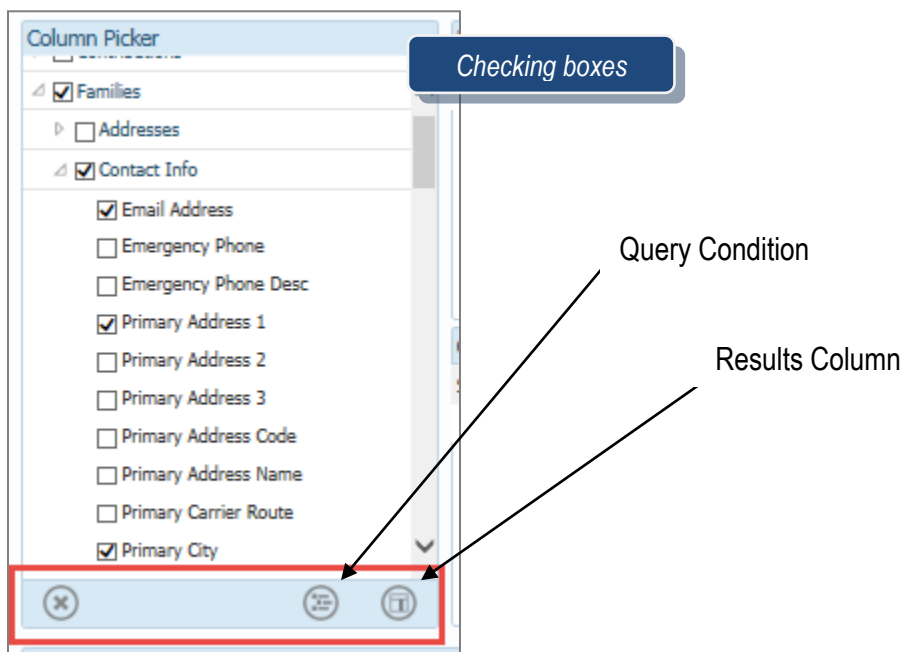 Column Picker
Checking boxes
Families
Addresses
Contact Info
Email Address
Emergency Phone
Emergency Phone Desc
Primary Address 1
Primary Address 2
Primary Address 3
Primary Address Code
Primary Address Name
Primary Carrier Route
Primary City
Query Condition
Results Column